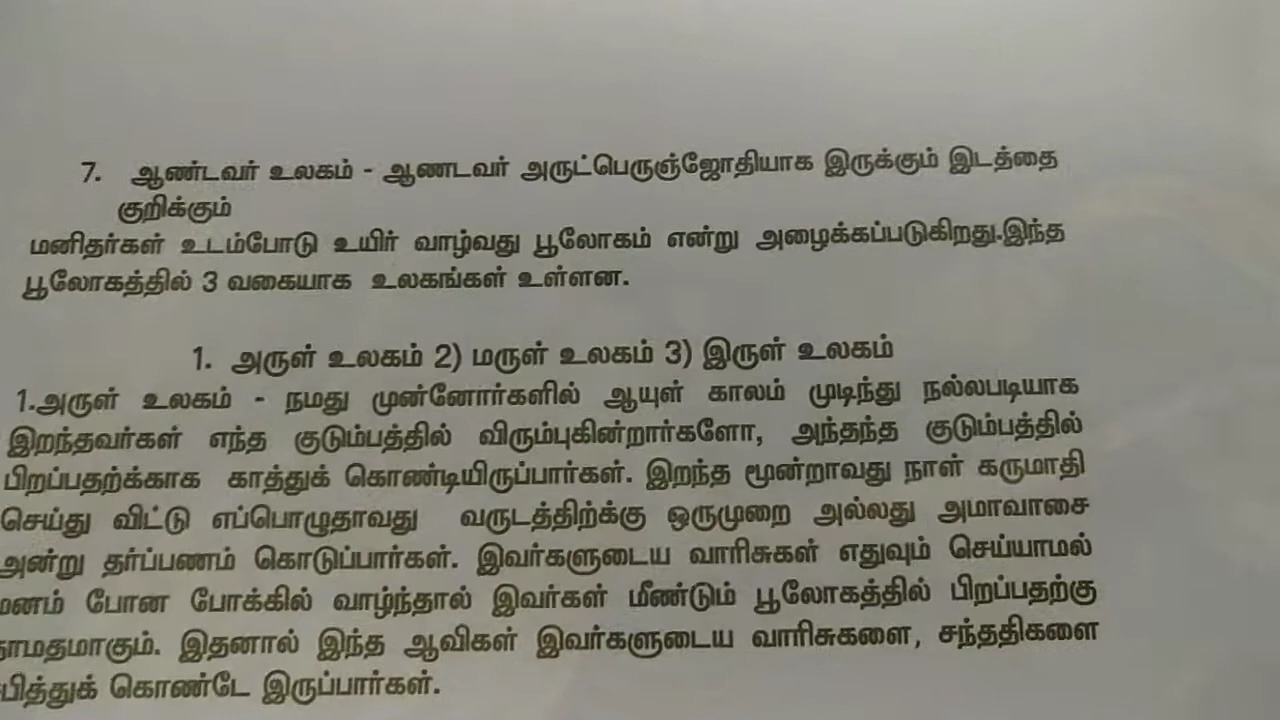 7. ஆண்டவர் உலகம் - ஆணடவர் அருட்பெருஞ்ஜோதியாக இருக்கும் இடத்தை
குறிக்கும்
மனிதர்கள் உடம்போடு உயிர் வாழ்வது பூலோகம் என்று அழைக்கப்படுகிறது.இந்த
பூலோகத்தில் 3 வகையாக உலகங்கள் உள்ளன.
1. அருள் உலகம் 2) மருள் உலகம் 3) இருள் உலகம்
1.அருள் உலகம் - நமது முன்னோர்களில் ஆயுள் காலம் முடிந்து நல்லபடியாக
இறந்தவர்கள் எந்த குடும்பத்தில் விரும்புகின்றார்களோ, அந்தந்த குடும்பத்தில்
பிறப்பதற்க்காக காத்துக் கொண்டியிருப்பார்கள். இறந்த மூன்றாவது நாள் கருமாதி
செய்து விட்டு எப்பொழுதாவது வருடத்திற்க்கு ஒருமுறை அல்லது அமாவாசை
அன்று தர்ப்பணம் கொடுப்பார்கள். இவர்களுடைய வாரிசுகள் எதுவும் செய்யாமல்
மனம் போன போக்கில் வாழ்ந்தால் இவர்கள் மீண்டும் பூலோகத்தில் பிறப்பதற்கு
தாமதமாகும். இதனால் இந்த ஆவிகள் இவர்களுடைய வாரிசுகளை, சந்ததிகளை
கொண்டே இருப்பார்கள்.